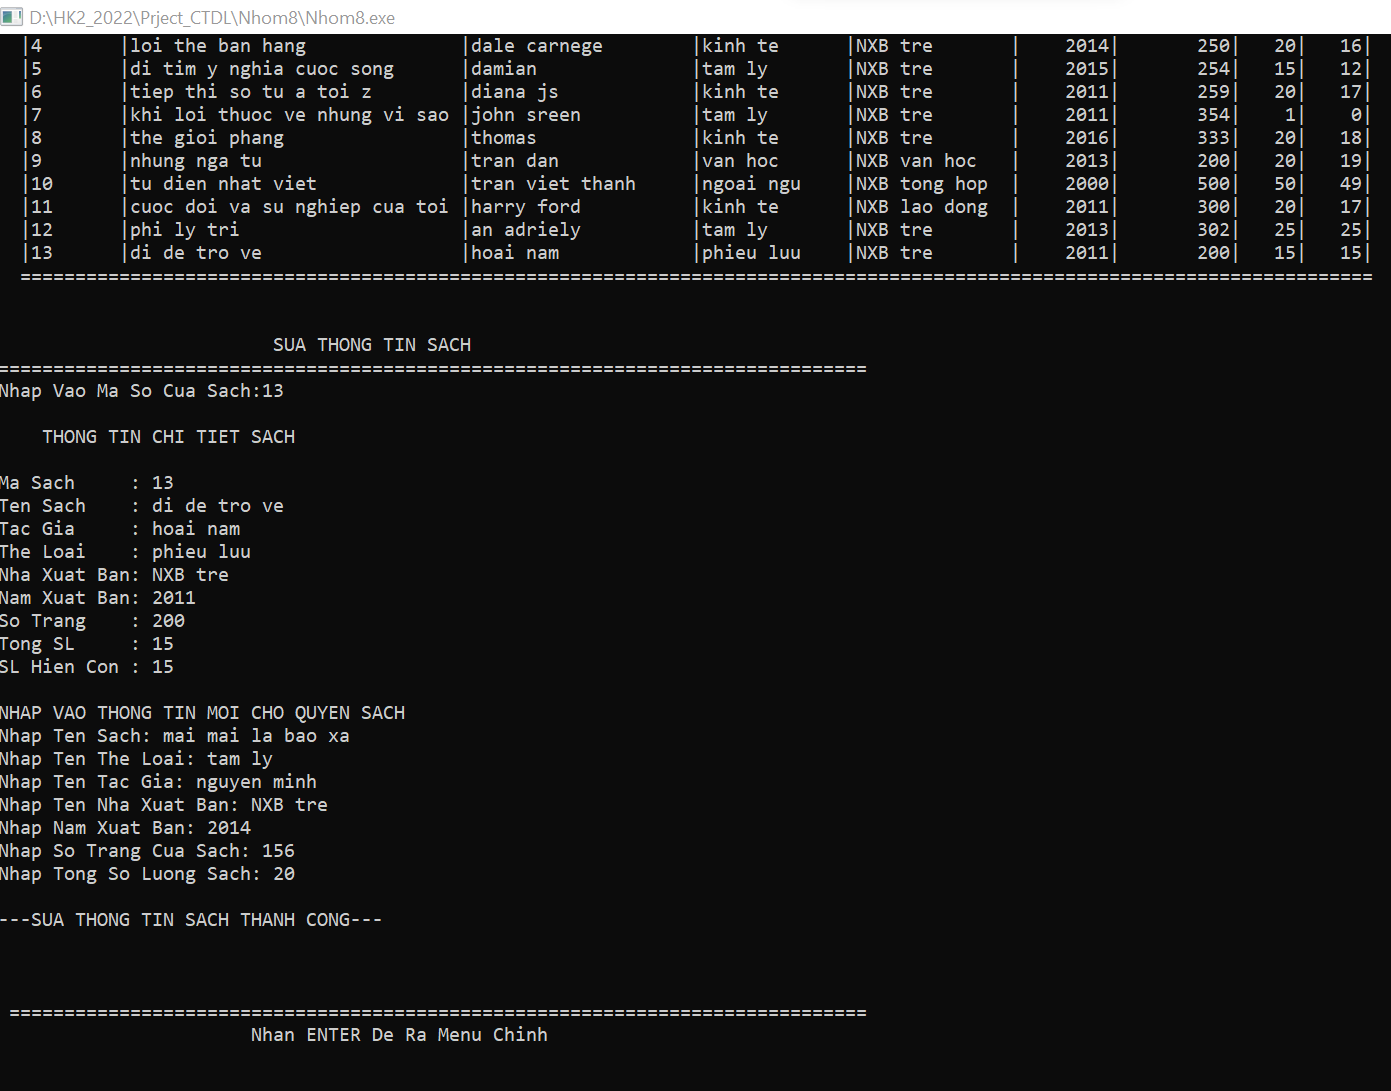 D:\HK2_2022\Prject_CTDL\Nhom8\Nhom8.exe
|4 |loi the ban hang |dale carnege |kinh te |NXB tre | 2014| 250| 20| 16|
|5 |di tim y nghia cuoc song |damian |tam ly |NXB tre | 2015| 254| 15| 12|
|6 |tiep thi so tu a toi z |diana js |kinh te |NXB tre | 2011| 259| 20| 17|
|7 |khi loi thuoc ve nhung vi sao |john sreen |tam ly |NXB tre | 2011| 354| 1| 0|
|8 |the gioi phang |thomas |kinh te |NXB tre | 2016| 333| 20| 18|
|9 |nhung nga tu |tran dan |van hoc |NXB van hoc | 2013| 200| 20| 19|
|10 |tu dien nhat viet |tran viet thanh |ngoai ngu |NXB tong hop | 2000| 500| 50| 49|
|11 |cuoc doi va su nghiep cua toi |harry ford |kinh te |NXB lao dong | 2011| 300| 20| 17|
|12 |phi ly tri |an adriely |tam ly |NXB tre | 2013| 302| 25| 25|
|13 |di de tro ve |hoai nam |phieu luu |NXB tre | 2011| 200| 15| 15|
===========================================================================================================================
SUA THONG TIN SACH
===============================================================================
Nhap Vao Ma So Cua Sach:13
THONG TIN CHI TIET SACH
Ma Sach : 13
Ten Sach : di de tro ve
Tac Gia : hoai nam
The Loai : phieu luu
Nha Xuat Ban: NXB tre
Nam Xuat Ban: 2011
So Trang : 200
Tong SL : 15
SL Hien Con : 15
NHAP VAO THONG TIN MOI CHO QUYEN SACH
Nhap Ten Sach: mai mai la bao xa
Nhap Ten The Loai: tam ly
Nhap Ten Tac Gia: nguyen minh
Nhap Ten Nha Xuat Ban: NXB tre
Nhap Nam Xuat Ban: 2014
Nhap So Trang Cua Sach: 156
Nhap Tong So Luong Sach: 20
---SUA THONG TIN SACH THANH CONG---
==============================================================================
Nhan ENTER De Ra Menu Chinh